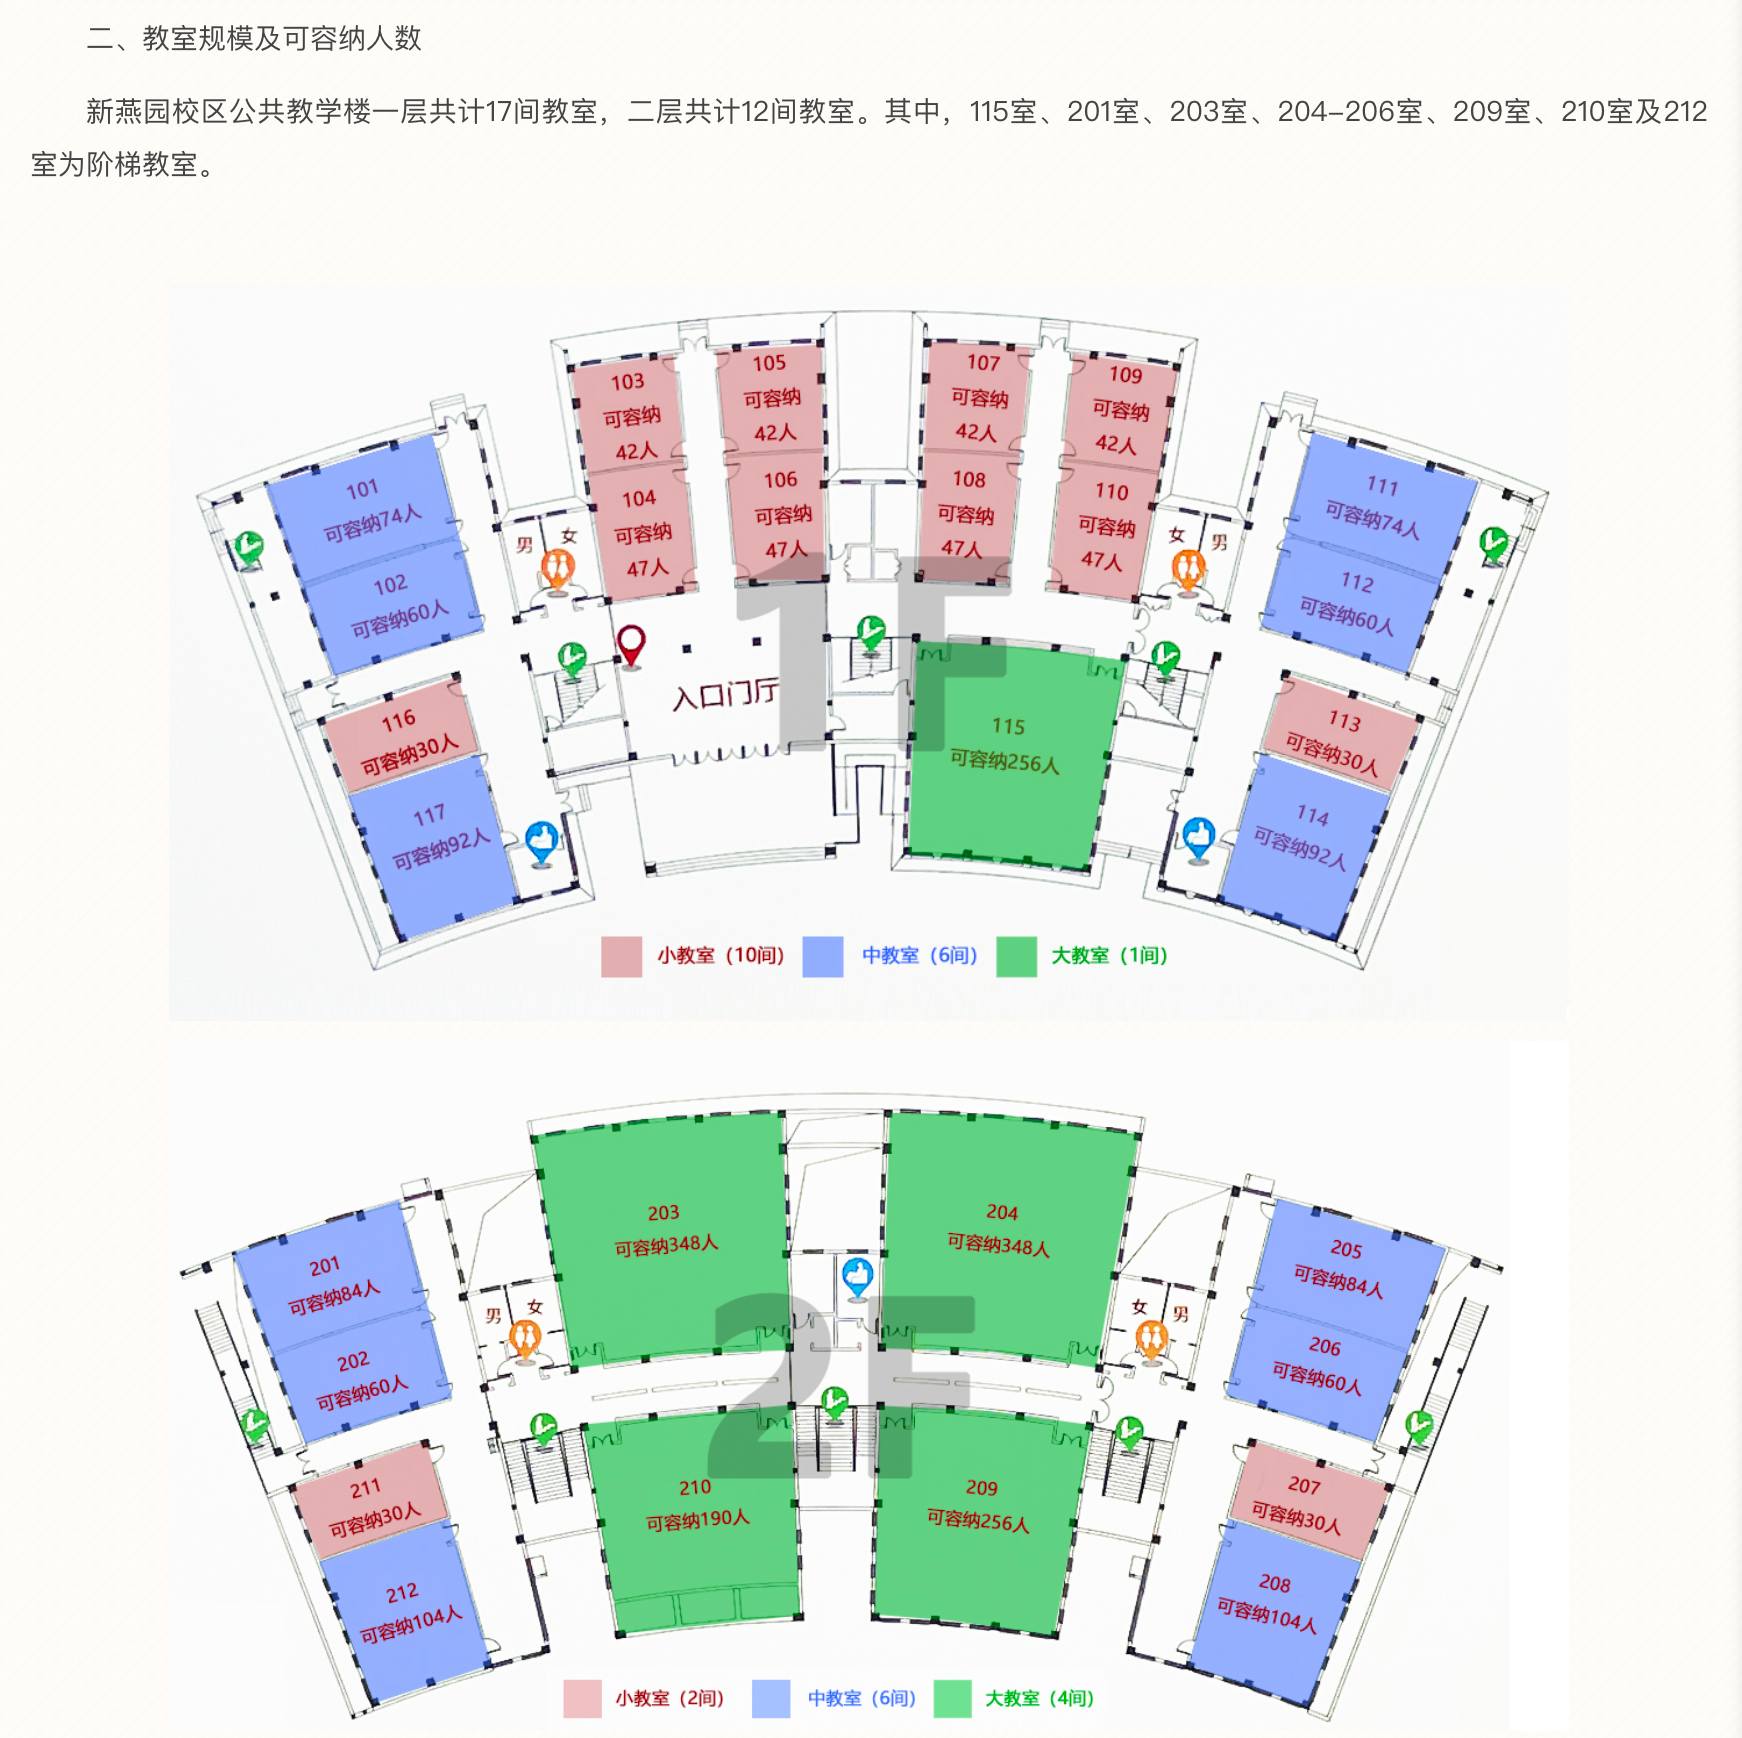 二、教室规模及可容纳人数
新燕园校区公共教学楼一层共计17间教室，二层共计12间教室。其中，115室、201室、203室、204-206室、209室、210室及212
室为阶梯教室。
103
可容纳
42人
105
可容纳
42人
107
可容纳
42人
109
可容纳
42人
101
可容纳74人
104
可容纳
47人
106
可容纳
47人
108
可容纳
47人
110
可容纳
47人
111
可容纳74人
男
女
女
男
102
可容纳60人
112
可容纳60人
1F
入口门厅
116
可容纳30人
115
可容纳256人
113
可容纳30人
117
可容纳92人
114
可容纳92人
小教室（10间）
中教室（6间）
大教室（1间）
203
可容纳348人
204
可容纳348人
201
可容纳84人
205
可容纳84人
男
女
女
男
202
可容纳60人
206
可容纳60人
2F
211
可容纳30人
210
可容纳190人
209
可容纳256人
207
可容纳30人
212
可容纳104人
208
可容纳104人
小教室（2间）
中教室（6间）
大教室（4间）